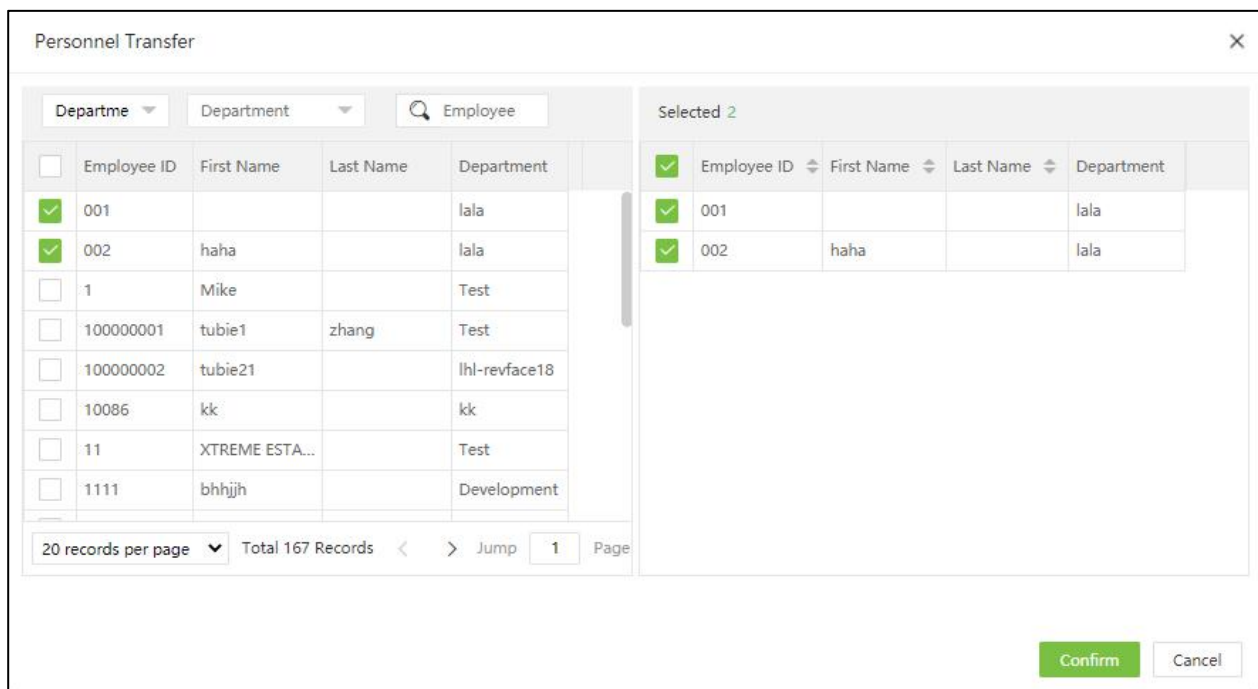 Personnel Transfer
Departme Department Employee
Employee ID First Name Last Name Department
001 lala
002 haha lala
1 Mike Test
100000001 tubie1 zhang Test
100000002 tubie21 lhl-revface18
10086 kk kk
11 XTREME ESTA... Test
1111 bhhjjh Development
20 records per page Total 167 Records < > Jump 1 Page
Selected 2
Employee ID First Name Last Name Department
001 lala
002 haha lala
Confirm Cancel